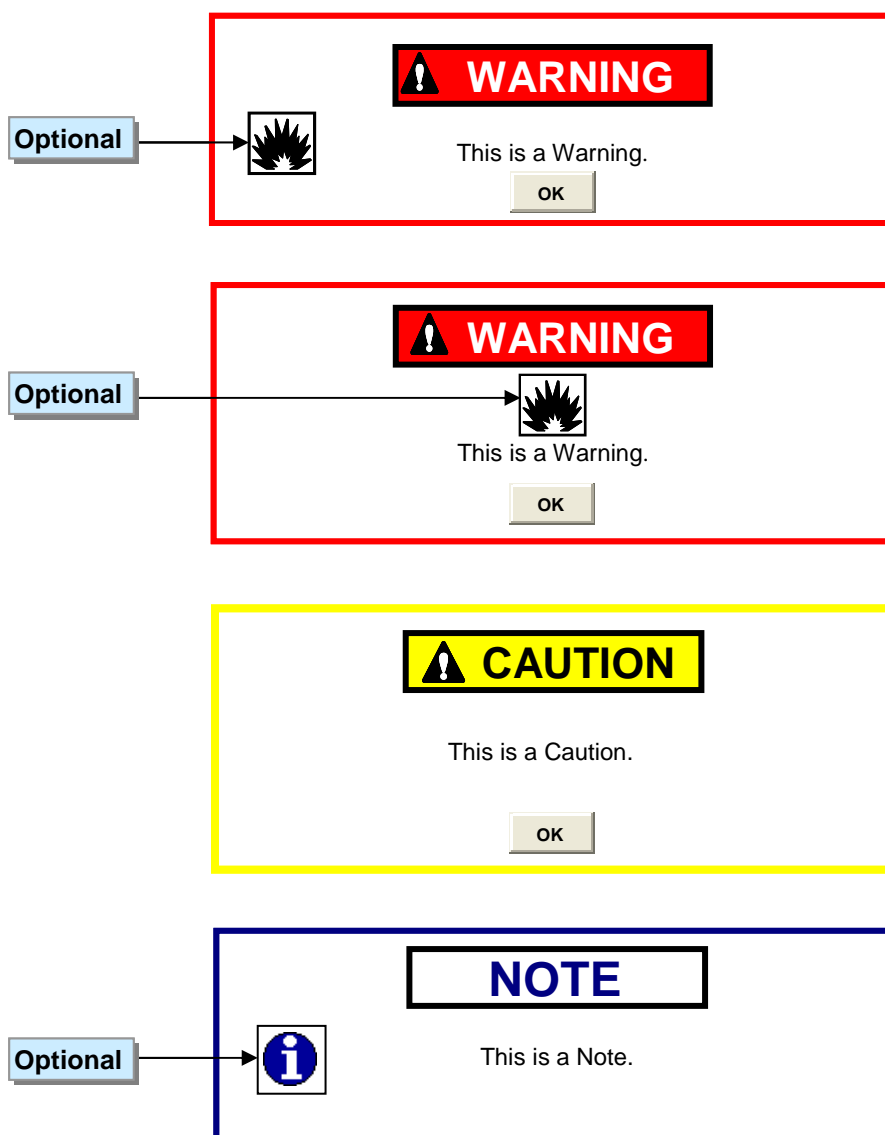 WARNING
Optional
This is a Warning.
OK
WARNING
Optional
This is a Warning.
OK
CAUTION
This is a Caution.
OK
NOTE
Optional
This is a Note.